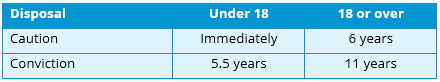 Disposal Under 18 18 or over
Caution Immediately 6 years
Conviction 5.5 years 11 years